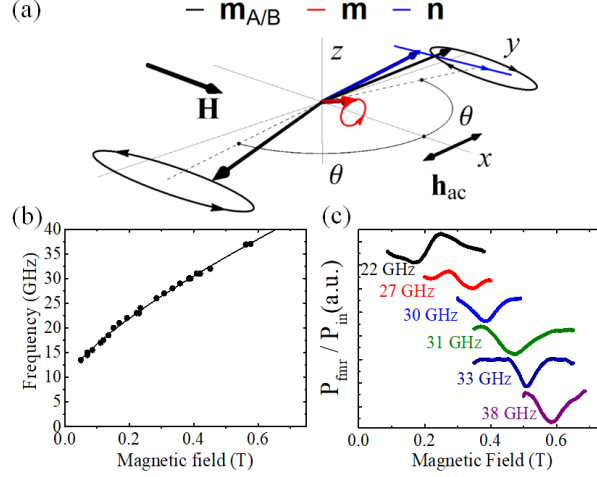 (a)
m_A/B m n
z
y
H
θ
θ
x
h_ac
(b)
(c)
Frequency (GHz)
40
35
30
25
20
15
10
5
0
0.0 0.2 0.4 0.6
Magnetic field (T)
P_fmr / P_in (a.u.)
22 GHz
27 GHz
30 GHz
31 GHz
33 GHz
38 GHz
0.0 0.2 0.4 0.6
Magnetic Field (T)